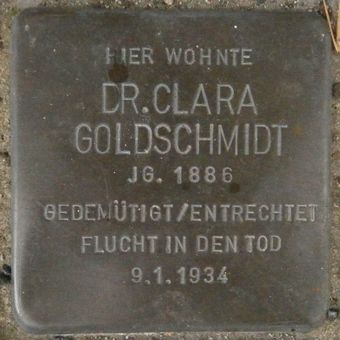 HIER WOHNTE
DR. CLARA
GOLDSCHMIDT
JG. 1886
GEDEMÜTIGT/ENTRECHTET
FLUCHT IN DEN TOD
9.1.1934